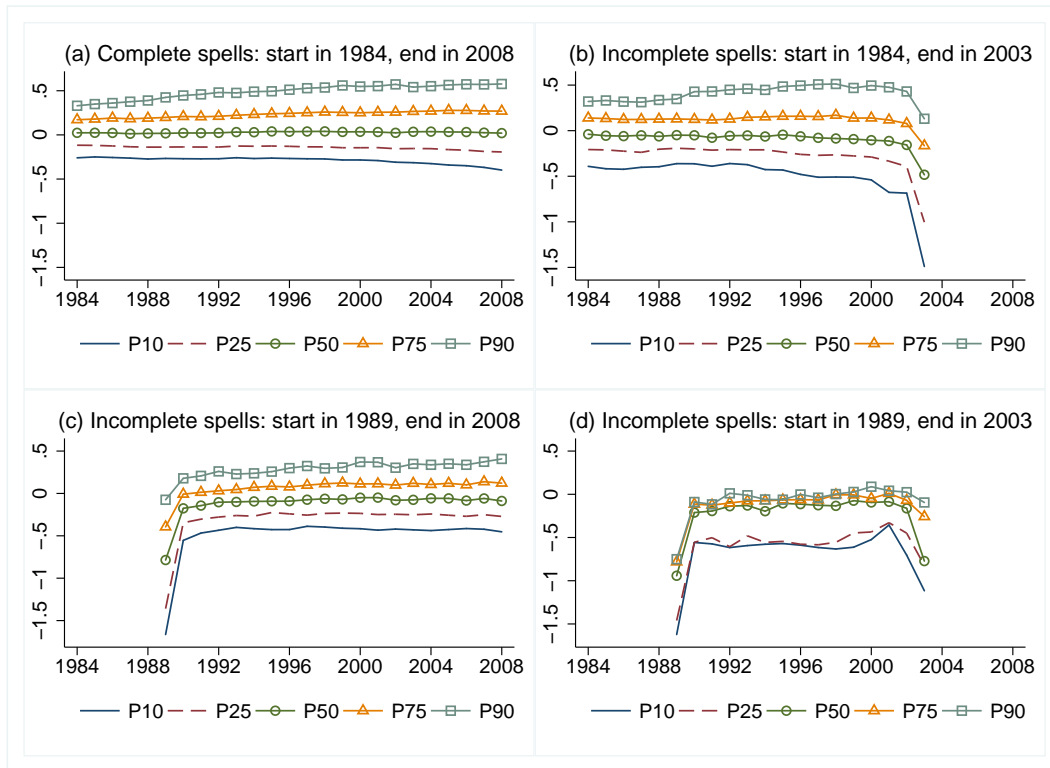 (a) Complete spells: start in 1984, end in 2008
.5
0
−.5
−1
−1.5
1984 1988 1992 1996 2000 2004 2008
P10 P25 P50 P75 P90
(b) Incomplete spells: start in 1984, end in 2003
.5
0
−.5
−1
−1.5
1984 1988 1992 1996 2000 2004 2008
P10 P25 P50 P75 P90
(c) Incomplete spells: start in 1989, end in 2008
.5
0
−.5
−1
−1.5
1984 1988 1992 1996 2000 2004 2008
P10 P25 P50 P75 P90
(d) Incomplete spells: start in 1989, end in 2003
.5
0
−.5
−1
−1.5
1984 1988 1992 1996 2000 2004 2008
P10 P25 P50 P75 P90